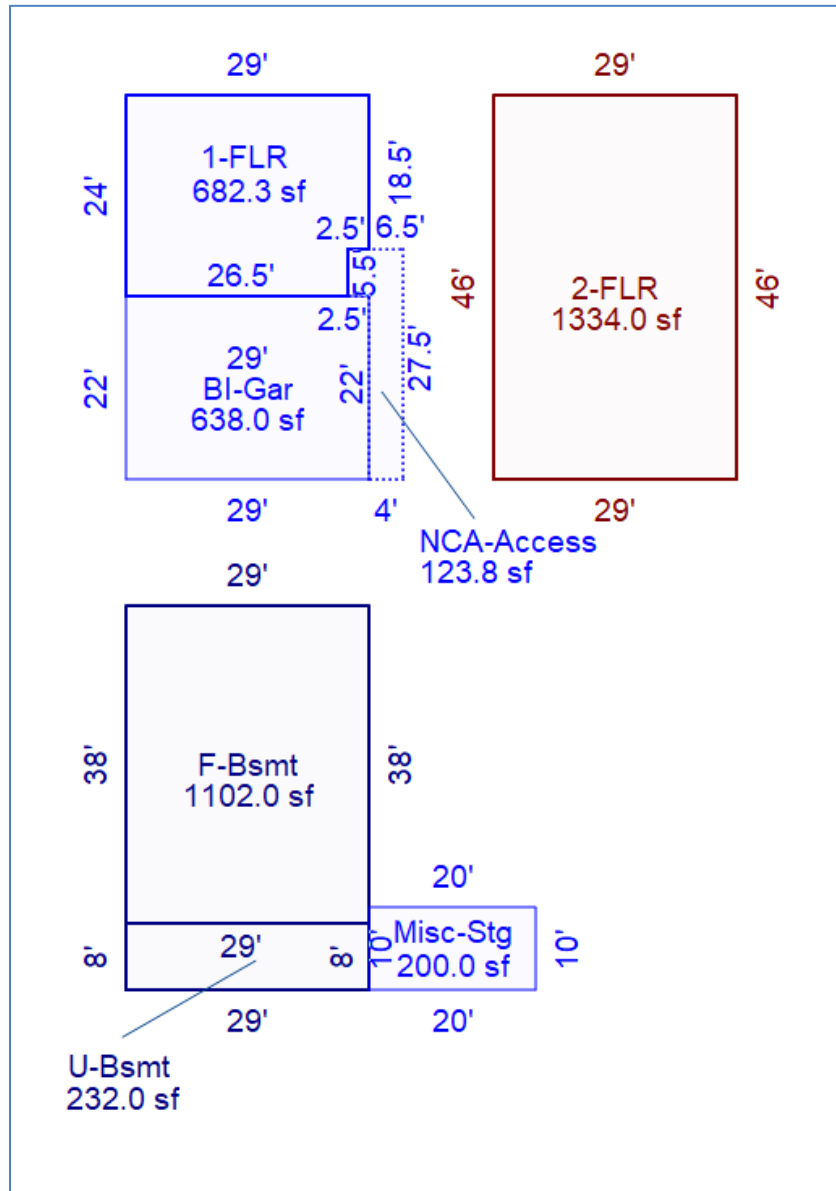 29'
29'
1-FLR
682.3 sf
24'
18.5'
2.5'
6.5'
26.5'
5.5'
2.5'
29'
BI-Gar
638.0 sf
22'
22'
27.5'
29'
4'
NCA-Access
123.8 sf
46'
2-FLR
1334.0 sf
46'
29'
29'
38'
F-Bsmt
1102.0 sf
38'
20'
8'
29'
8'
10'
Misc-Stg
200.0 sf
10'
29'
20'
U-Bsmt
232.0 sf